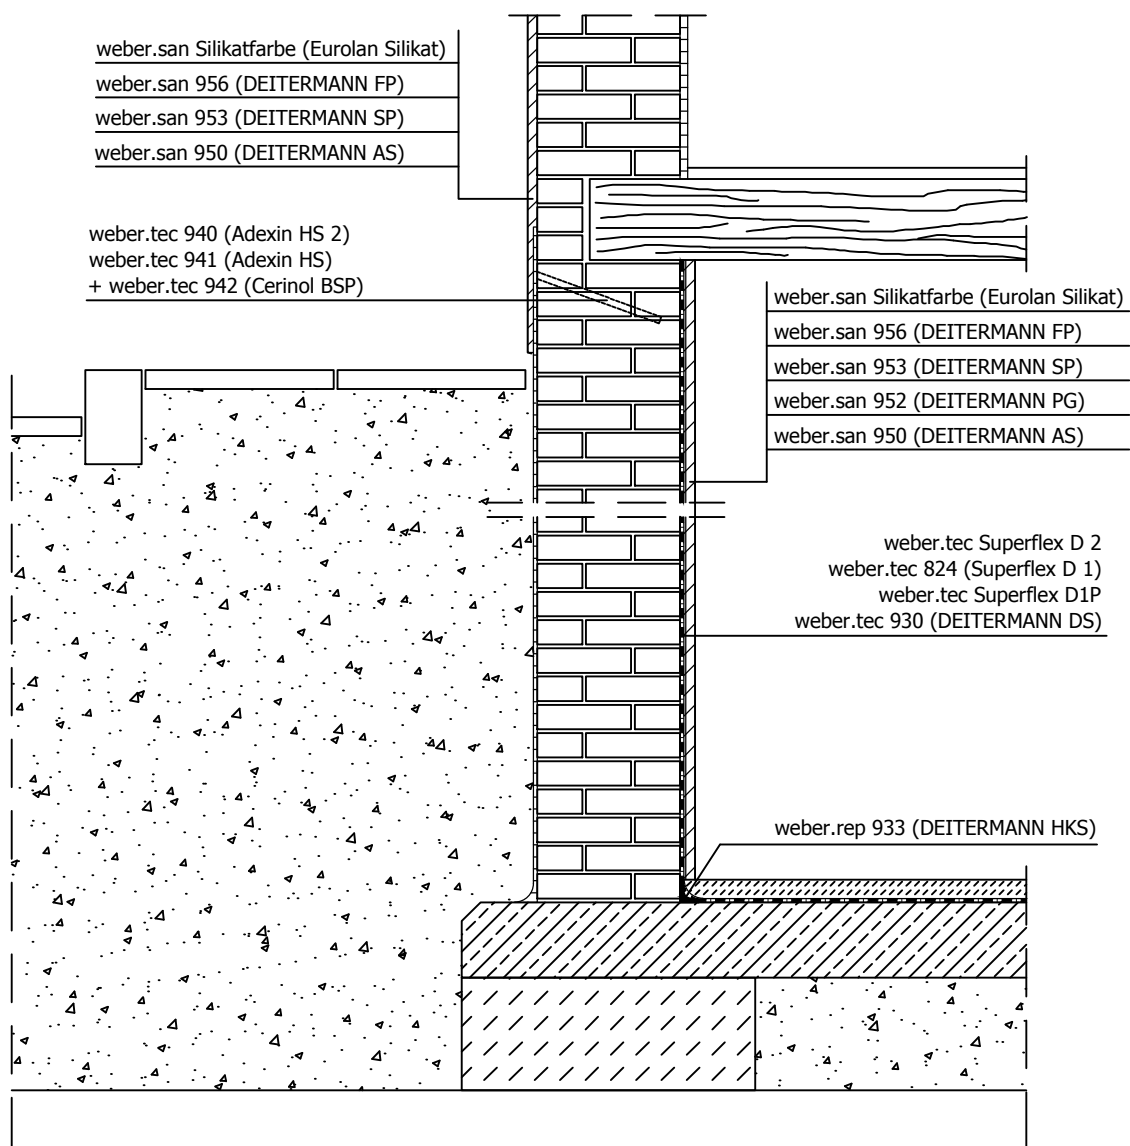 weber.san Silikatfarbe (Eurolan Silikat)
weber.san 956 (DEITERMANN FP)
weber.san 953 (DEITERMANN SP)
weber.san 950 (DEITERMANN AS)
weber.tec 940 (Adexin HS 2)
weber.tec 941 (Adexin HS)
+ weber.tec 942 (Cerinol BSP)
weber.san Silikatfarbe (Eurolan Silikat)
weber.san 956 (DEITERMANN FP)
weber.san 953 (DEITERMANN SP)
weber.san 952 (DEITERMANN PG)
weber.san 950 (DEITERMANN AS)
weber.tec Superflex D 2
weber.tec 824 (Superflex D 1)
weber.tec Superflex D1P
weber.tec 930 (DEITERMANN DS)
weber.rep 933 (DEITERMANN HKS)